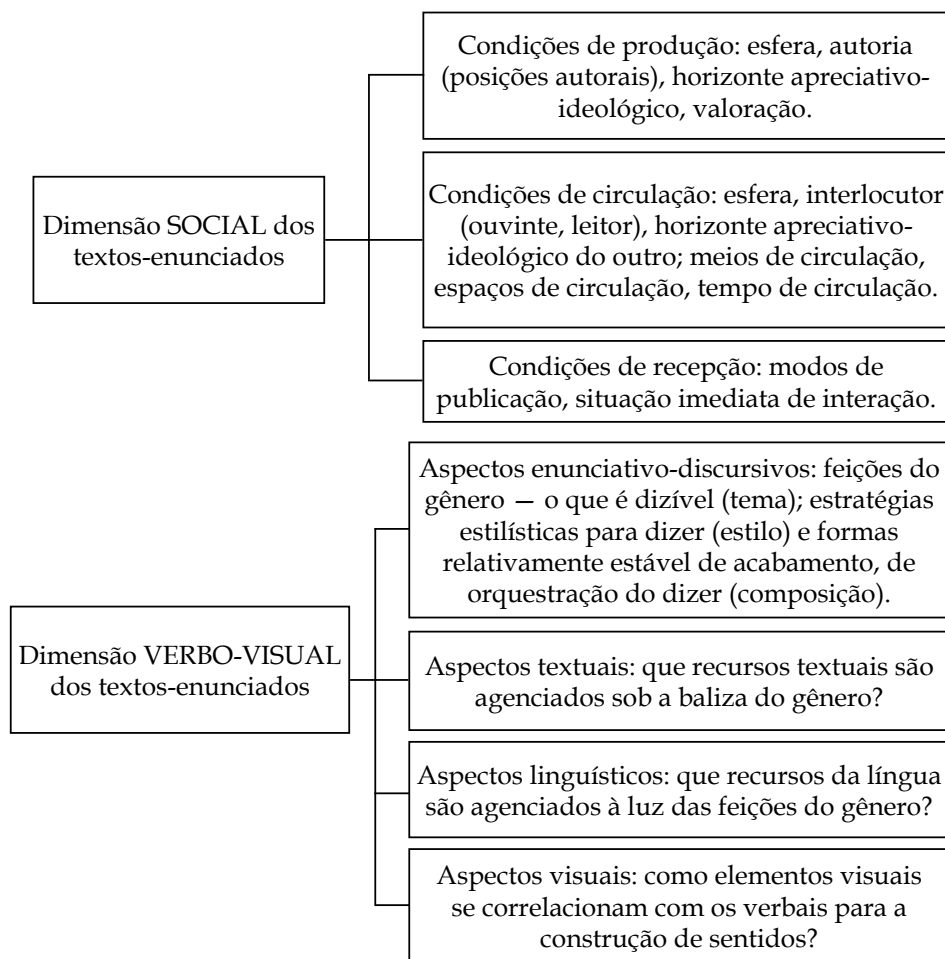 Dimensão SOCIAL dos
textos-enunciados
Condições de produção: esfera, autoria
(posições autorais), horizonte apreciativo-
ideológico, valoração.
Condições de circulação: esfera, interlocutor
(ouvinte, leitor), horizonte apreciativo-
ideológico do outro; meios de circulação,
espaços de circulação, tempo de circulação.
Condições de recepção: modos de
publicação, situação imediata de interação.
Dimensão VERBO-VISUAL
dos textos-enunciados
Aspectos enunciativo-discursivos: feições do
gênero — o que é dizível (tema); estratégias
estilísticas para dizer (estilo) e formas
relativamente estável de acabamento, de
orquestração do dizer (composição).
Aspectos textuais: que recursos textuais são
agenciados sob a baliza do gênero?
Aspectos linguísticos: que recursos da língua
são agenciados à luz das feições do gênero?
Aspectos visuais: como elementos visuais
se correlacionam com os verbais para a
construção de sentidos?